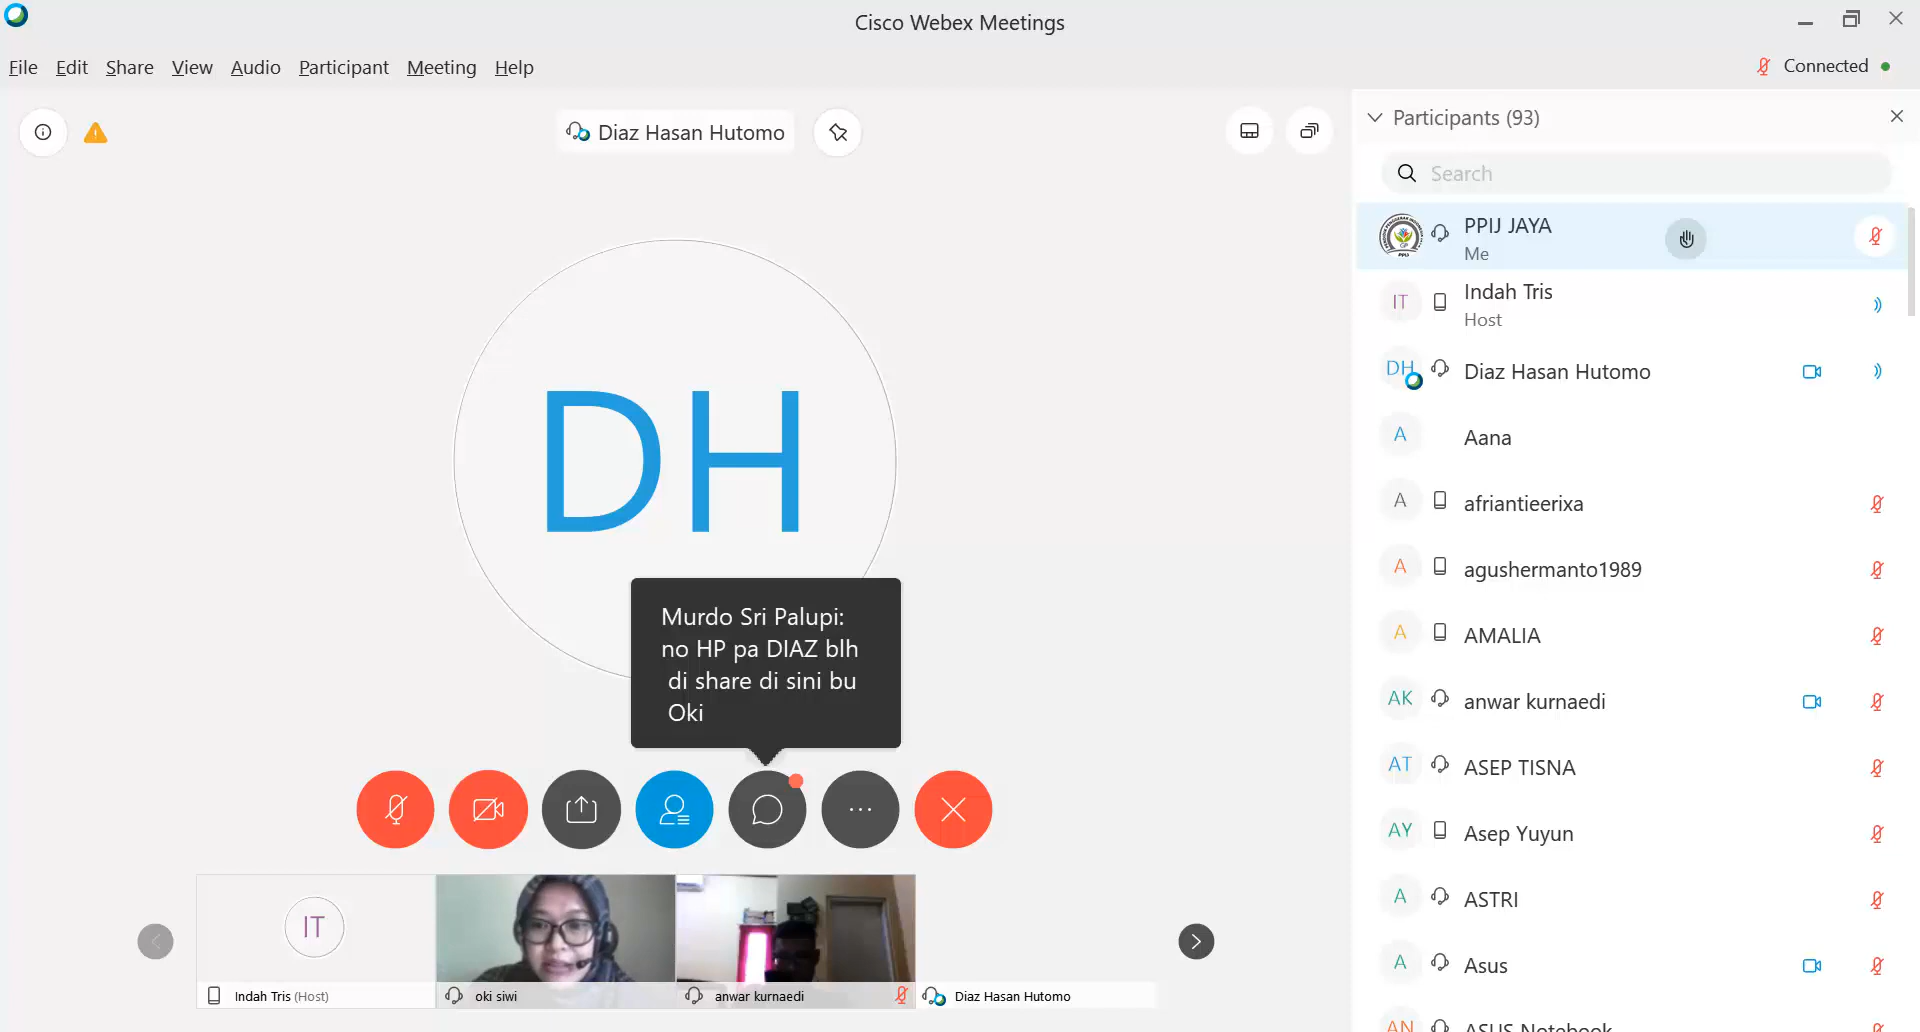 Cisco Webex Meetings
File Edit Share View Audio Participant Meeting Help
Connected
Diaz Hasan Hutomo
DH
Murdo Sri Palupi:
no HP pa DIAZ blh
di share di sini bu
Oki
IT
Indah Tris (Host)
oki siwi
anwar kurnaedi
Diaz Hasan Hutomo
Participants (93)
Search
PPIJ JAYA
Me
IT
Indah Tris
Host
DH
Diaz Hasan Hutomo
A
Aana
A
afriantieerixa
A
agushermanto1989
A
AMALIA
AK
anwar kurnaedi
AT
ASEP TISNA
AY
Asep Yuyun
A
ASTRI
A
Asus
AN
ASUS Notebook